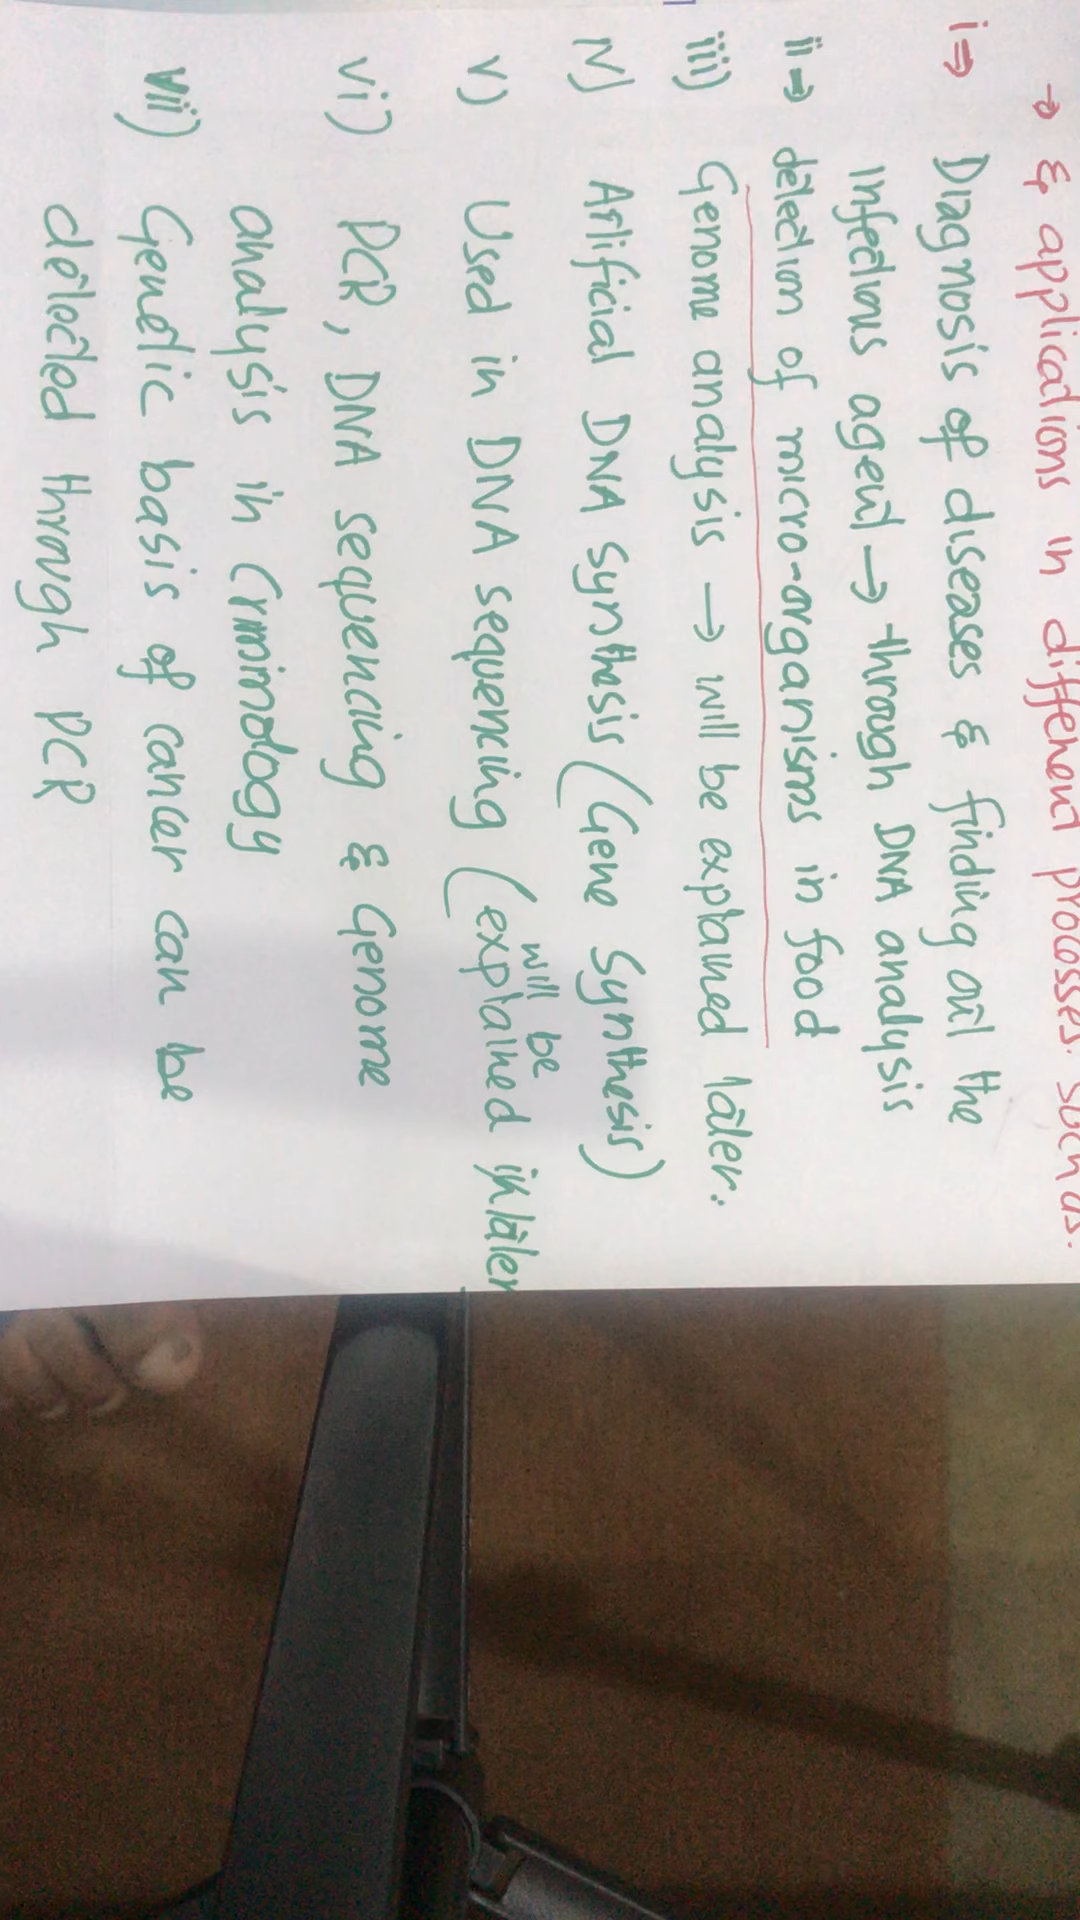 → & applications in different processes. such as.
i⇒ Diagnosis of diseases & finding out the
infectious agent → through DNA analysis
ii⇒ detection of micro-organisms in food
iii) Genome analysis → will be explained later.
iv) Artificial DNA synthesis (Gene synthesis)
v) Used in DNA sequencing (will be explained in later
vi) PCR, DNA sequencing & Genome
analysis in Criminology
vii) Genetic basis of cancer can be
detected through PCR